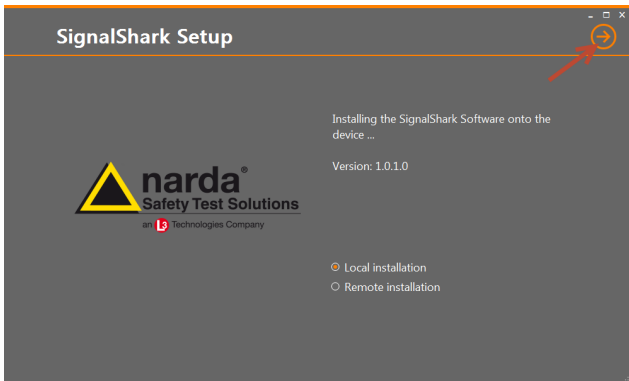 SignalShark Setup
Installing the SignalShark Software onto the
device ...
Version: 1.0.1.0
narda®
Safety Test Solutions
an L3 Technologies Company
Local installation
Remote installation